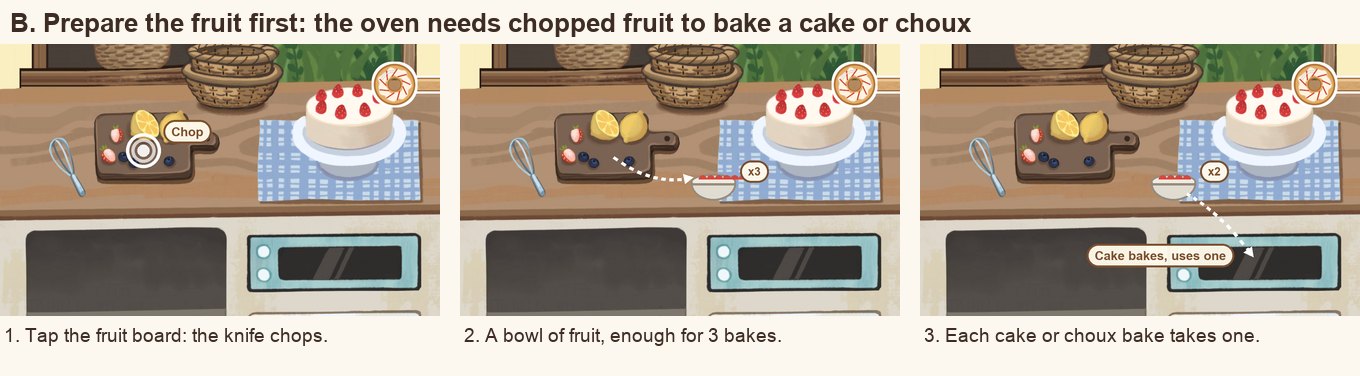 B. Prepare the fruit first: the oven needs chopped fruit to bake a cake or choux
Chop
x3
x2
Cake bakes, uses one
1. Tap the fruit board: the knife chops.
2. A bowl of fruit, enough for 3 bakes.
3. Each cake or choux bake takes one.